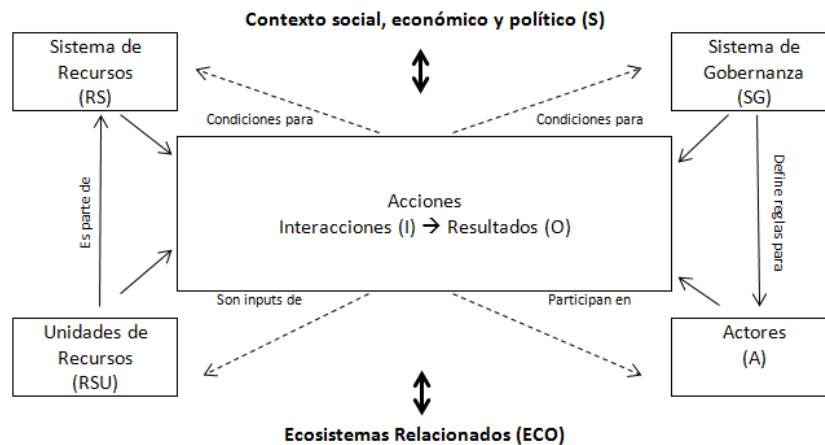 Contexto social, económico y político (S)
Sistema de
Recursos
(RS)
Sistema de
Gobernanza
(SG)
Condiciones para
Condiciones para
Es parte de
Define reglas para
Acciones
Interacciones (I) → Resultados (O)
Son inputs de
Participan en
Unidades de
Recursos
(RSU)
Actores
(A)
Ecosistemas Relacionados (ECO)